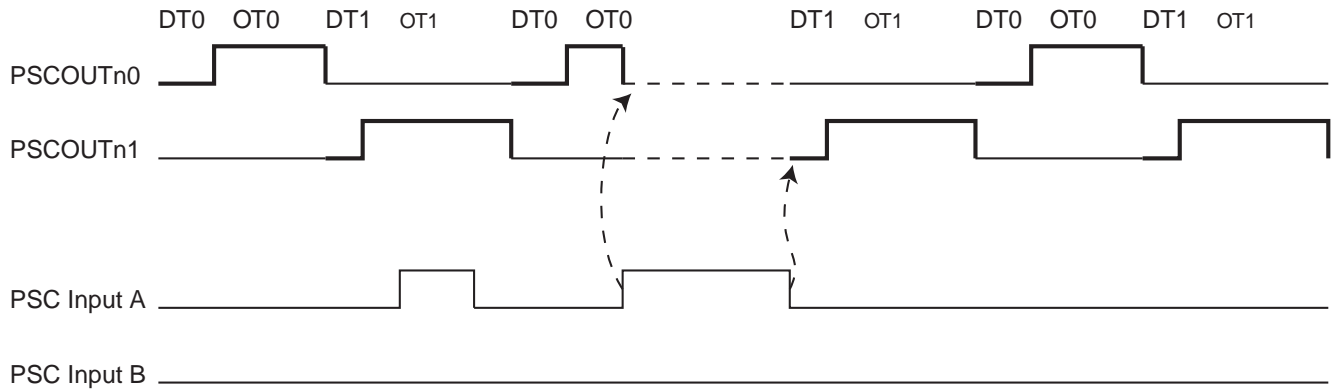 DT0 OT0 DT1 OT1 DT0 OT0 DT1 OT1 DT0 OT0 DT1 OT1
PSCOUTn0
PSCOUTn1
PSC Input A
PSC Input B